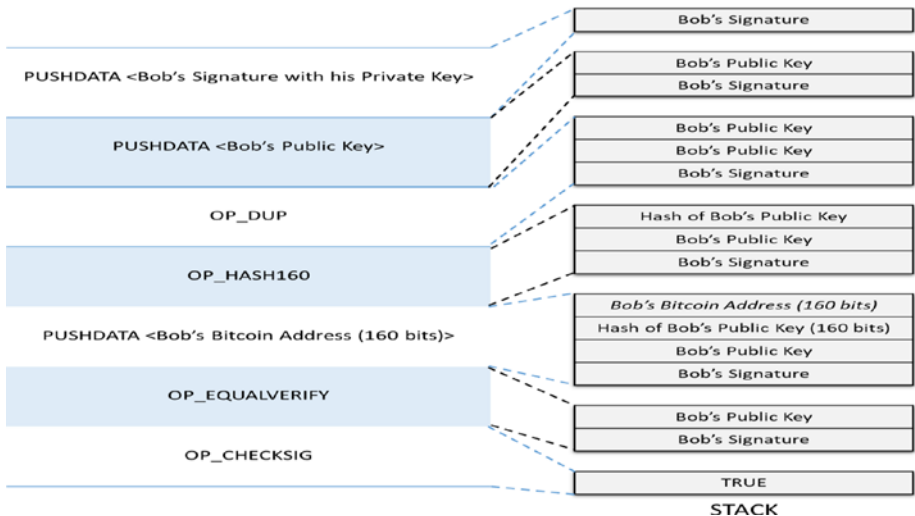 PUSHDATA <Bob's Signature with his Private Key>
PUSHDATA <Bob's Public Key>
OP_DUP
OP_HASH160
PUSHDATA <Bob's Bitcoin Address (160 bits)>
OP_EQUALVERIFY
OP_CHECKSIG
Bob's Signature
Bob's Public Key
Bob's Signature
Bob's Public Key
Bob's Public Key
Bob's Signature
Hash of Bob's Public Key
Bob's Public Key
Bob's Signature
Bob's Bitcoin Address (160 bits)
Hash of Bob's Public Key (160 bits)
Bob's Public Key
Bob's Signature
Bob's Public Key
Bob's Signature
TRUE
STACK